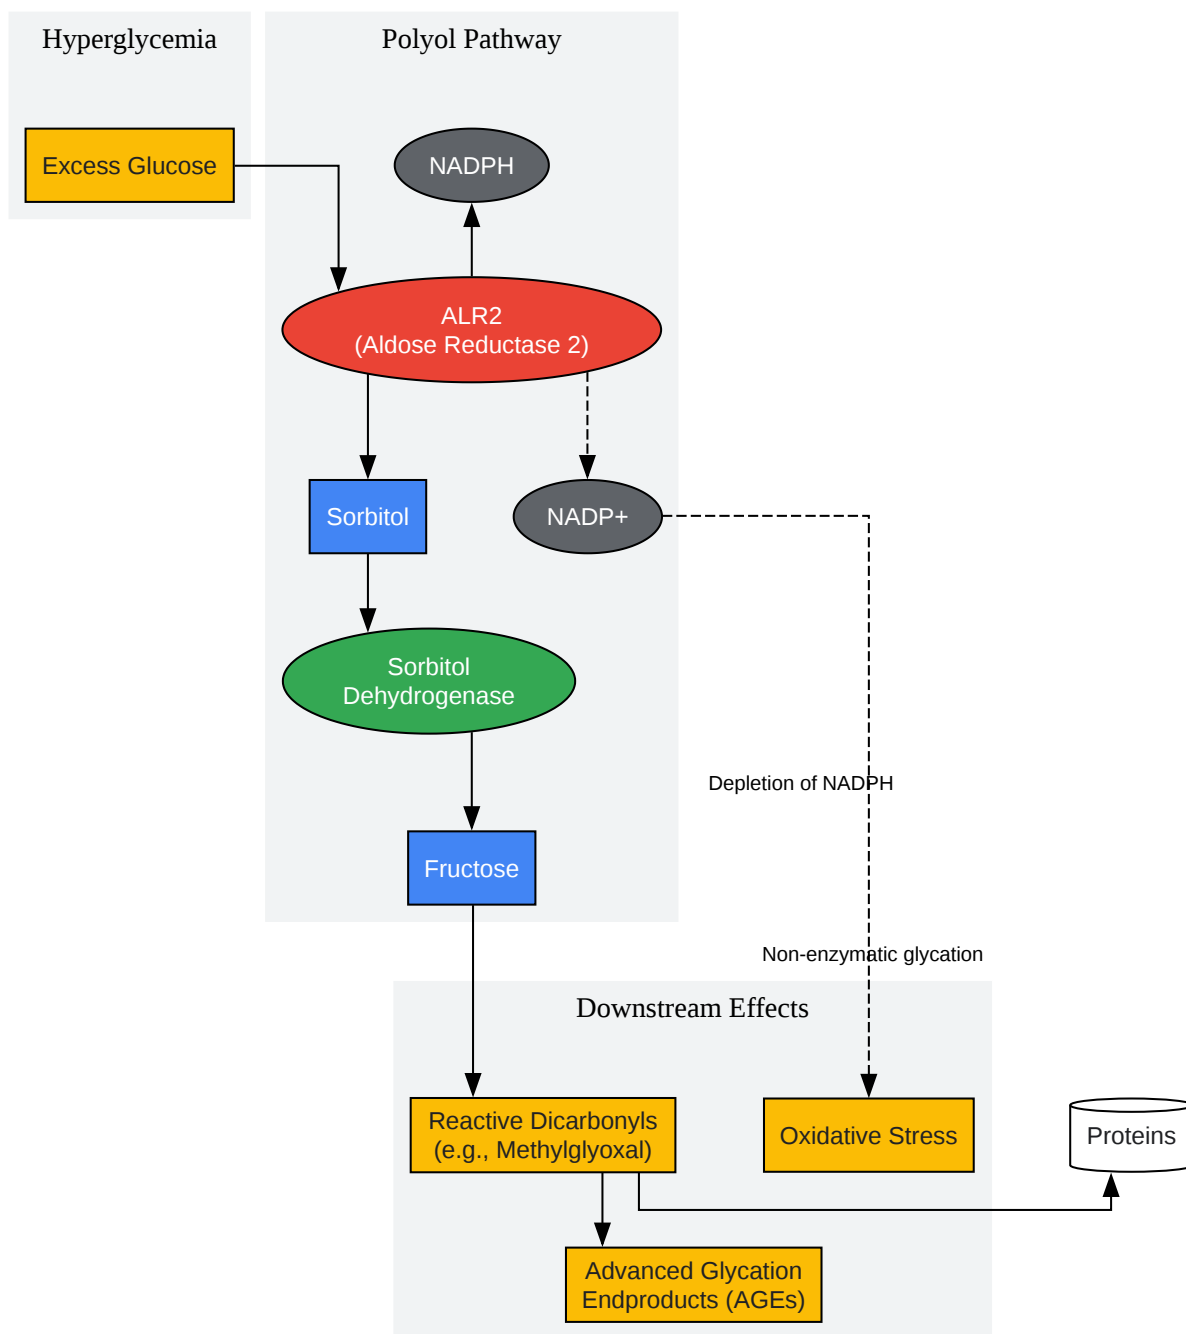 Hyperglycemia
Polyol Pathway
Excess Glucose
NADPH
ALR2
(Aldose Reductase 2)
Sorbitol
NADP+
Sorbitol
Dehydrogenase
Depletion of NADPH
Fructose
Non-enzymatic glycation
Downstream Effects
Reactive Dicarbonyls
(e.g., Methylglyoxal)
Oxidative Stress
Proteins
Advanced Glycation
Endproducts (AGEs)